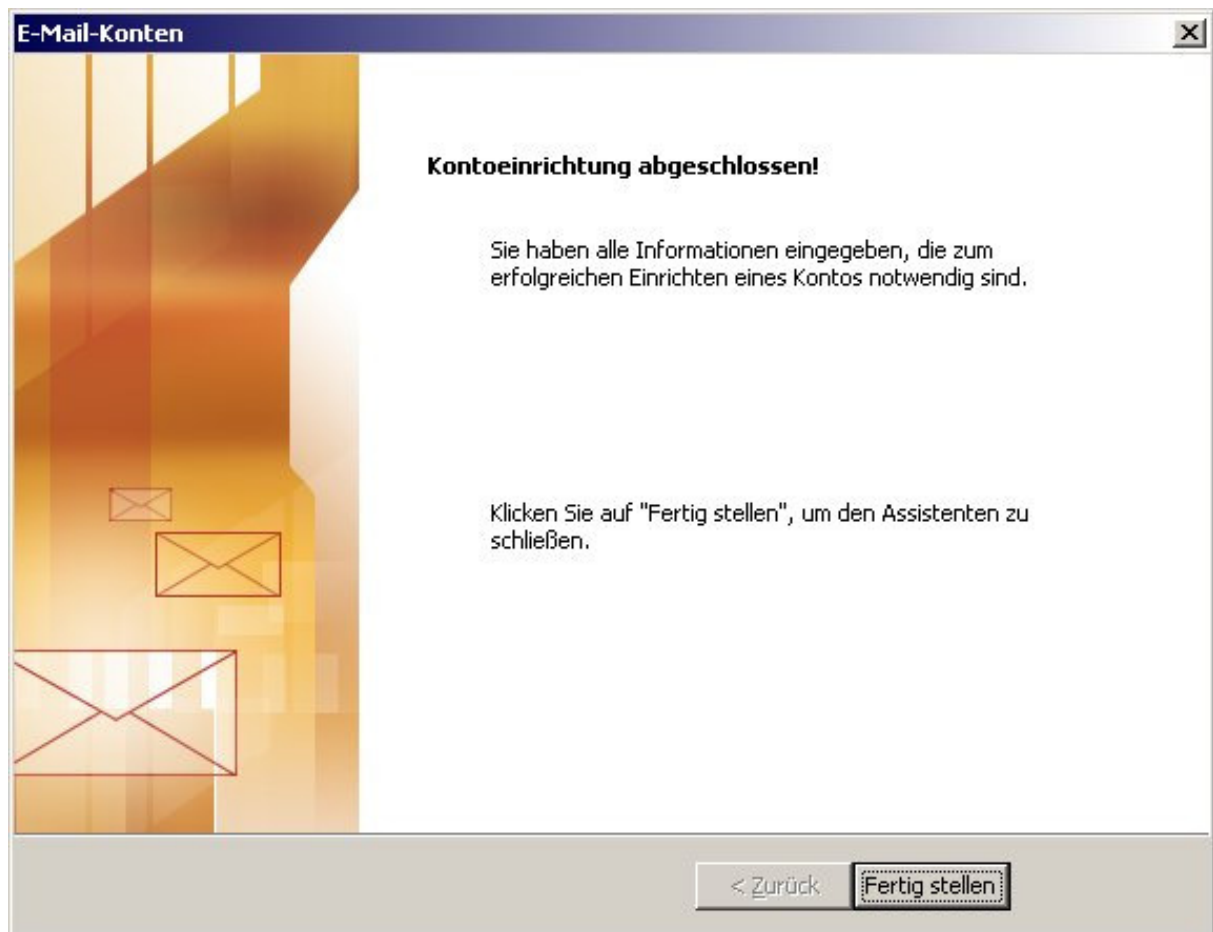 E-Mail-Konten
Kontoeinrichtung abgeschlossen!
Sie haben alle Informationen eingegeben, die zum
erfolgreichen Einrichten eines Kontos notwendig sind.
Klicken Sie auf "Fertig stellen", um den Assistenten zu
schließen.
< Zurück Fertig stellen